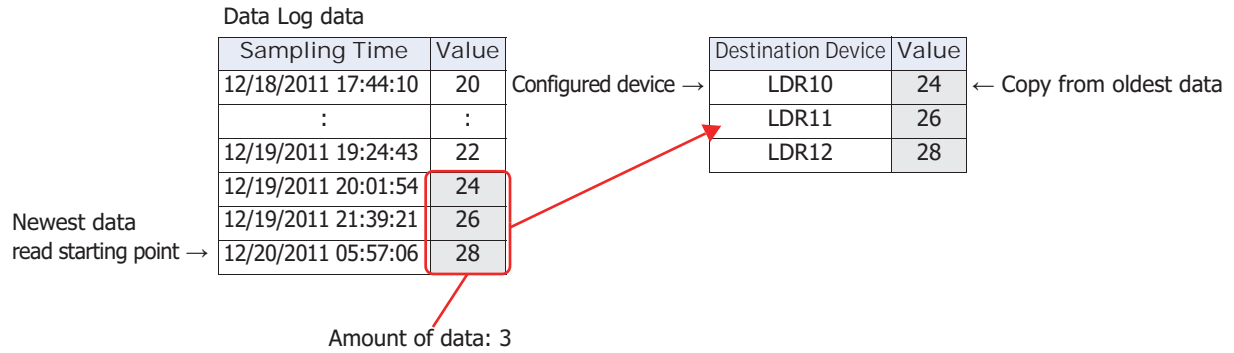 Data Log data
Sampling Time Value
12/18/2011 17:44:10 20
: :
12/19/2011 19:24:43 22
12/19/2011 20:01:54 24
12/19/2011 21:39:21 26
12/20/2011 05:57:06 28
Newest data
read starting point →
Amount of data: 3
Configured device →
Destination Device Value
LDR10 24
LDR11 26
LDR12 28
← Copy from oldest data